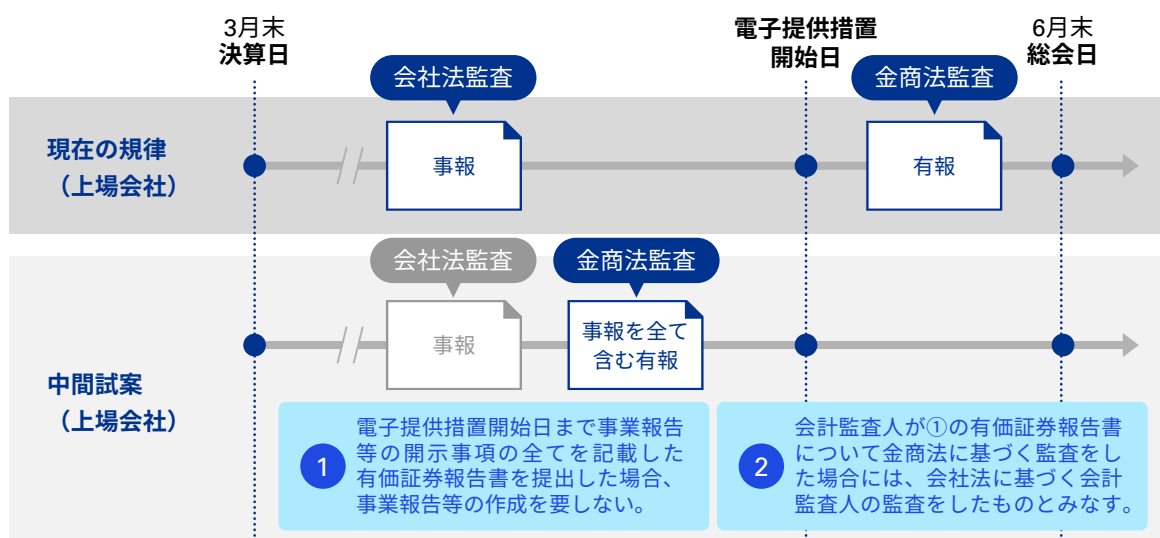 3月末
決算日
電子提供措置
開始日
6月末
総会日
会社法監査
金商法監査
現在の規律
（上場会社）
事報
有報
会社法監査
金商法監査
事報
事報を全て
含む有報
中間試案
（上場会社）
1
電子提供措置開始日まで事業報告
等の開示事項の全てを記載した
有価証券報告書を提出した場合、
事業報告等の作成を要しない。
2
会計監査人が①の有価証券報告書
について金商法に基づく監査をし
た場合には、会社法に基づく会計
監査人の監査をしたものとみなす。